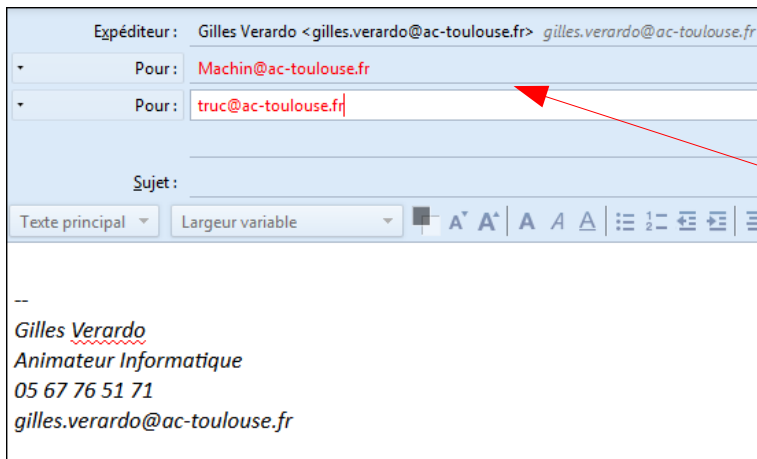 Expéditeur : Gilles Verardo <gilles.verardo@ac-toulouse.fr> gilles.verardo@ac-toulouse.fr
Pour : Machin@ac-toulouse.fr
Pour : truc@ac-toulouse.fr
Sujet :
Texte principal Largeur variable
--
Gilles Verardo
Animateur Informatique
05 67 76 51 71
gilles.verardo@ac-toulouse.fr